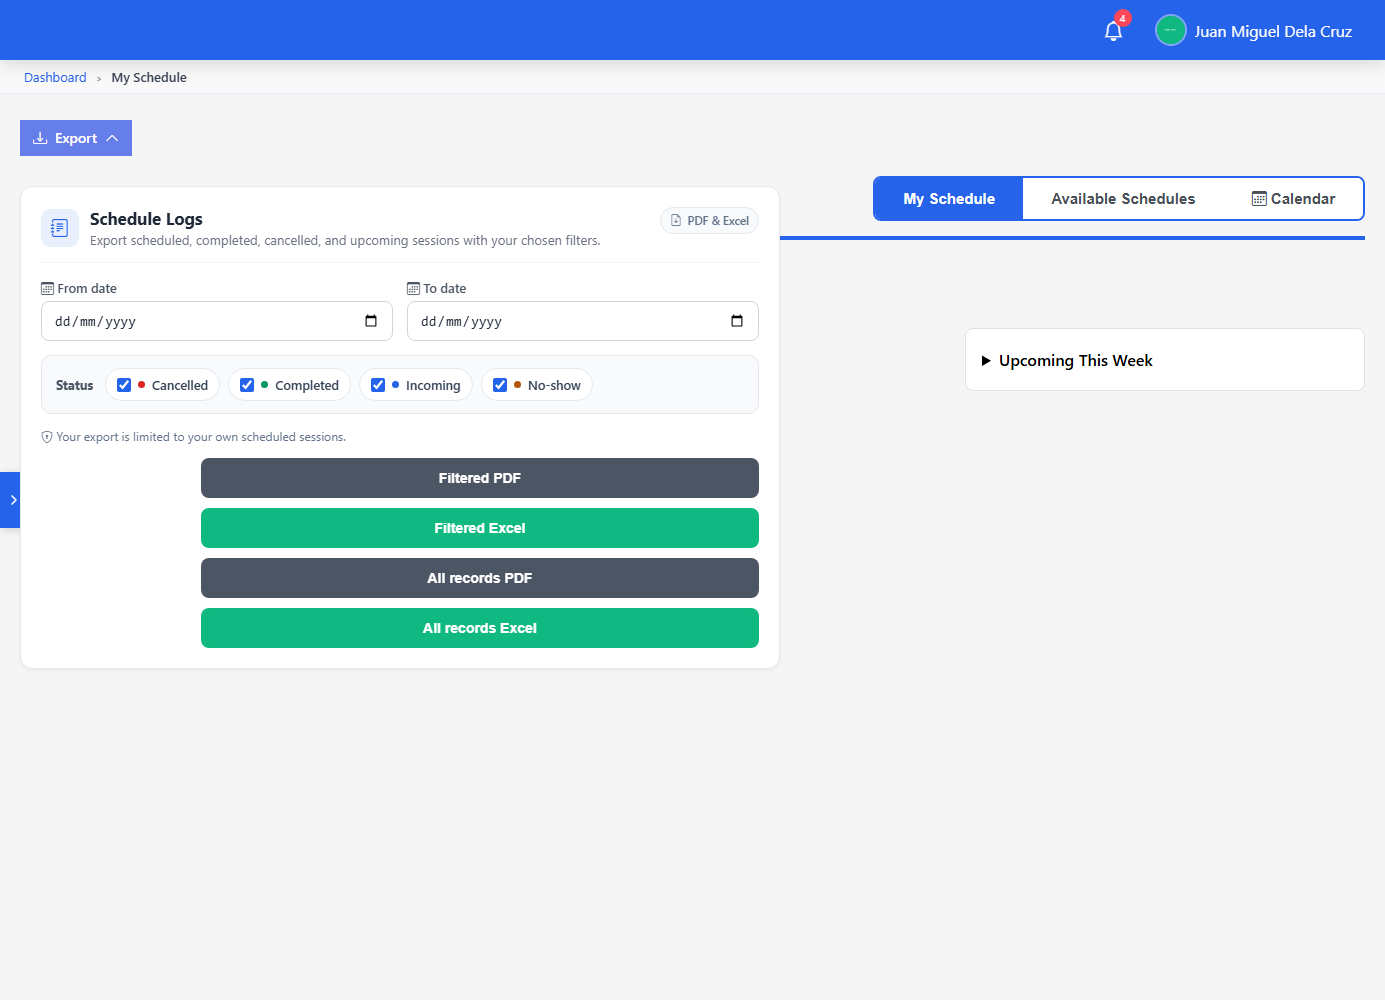 4
Juan Miguel Dela Cruz
Dashboard > My Schedule
Export
My Schedule
Available Schedules
Calendar
Schedule Logs
Export scheduled, completed, cancelled, and upcoming sessions with your chosen filters.
PDF & Excel
From date
To date
dd/mm/yyyy
dd/mm/yyyy
Upcoming This Week
Status
Cancelled
Completed
Incoming
No-show
Your export is limited to your own scheduled sessions.
Filtered PDF
Filtered Excel
All records PDF
All records Excel